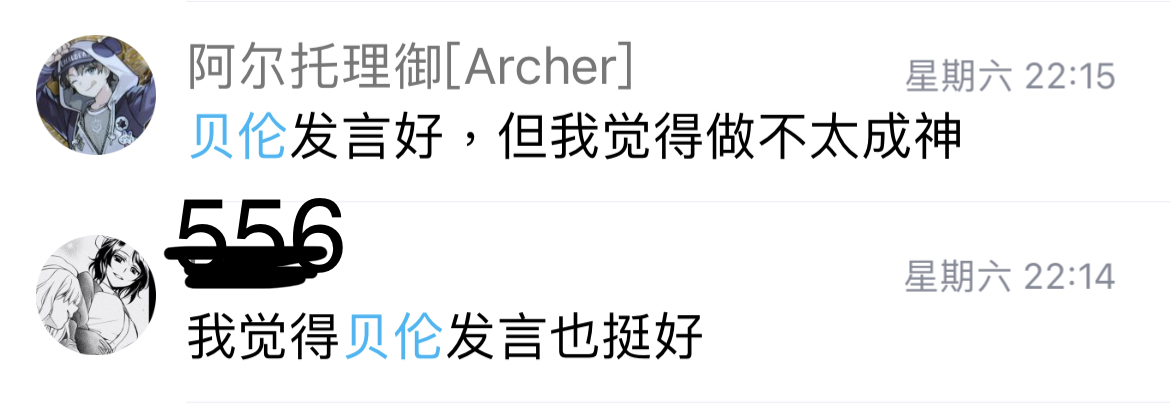 阿尔托理御[Archer]
星期六 22:15
贝伦发言好，但我觉得做不太成神
556
星期六 22:14
我觉得贝伦发言也挺好